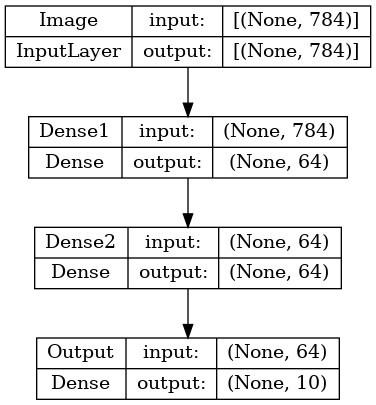 Image input: [(None, 784)]
InputLayer output: [(None, 784)]
Dense1 input: (None, 784)
Dense output: (None, 64)
Dense2 input: (None, 64)
Dense output: (None, 64)
Output input: (None, 64)
Dense output: (None, 10)